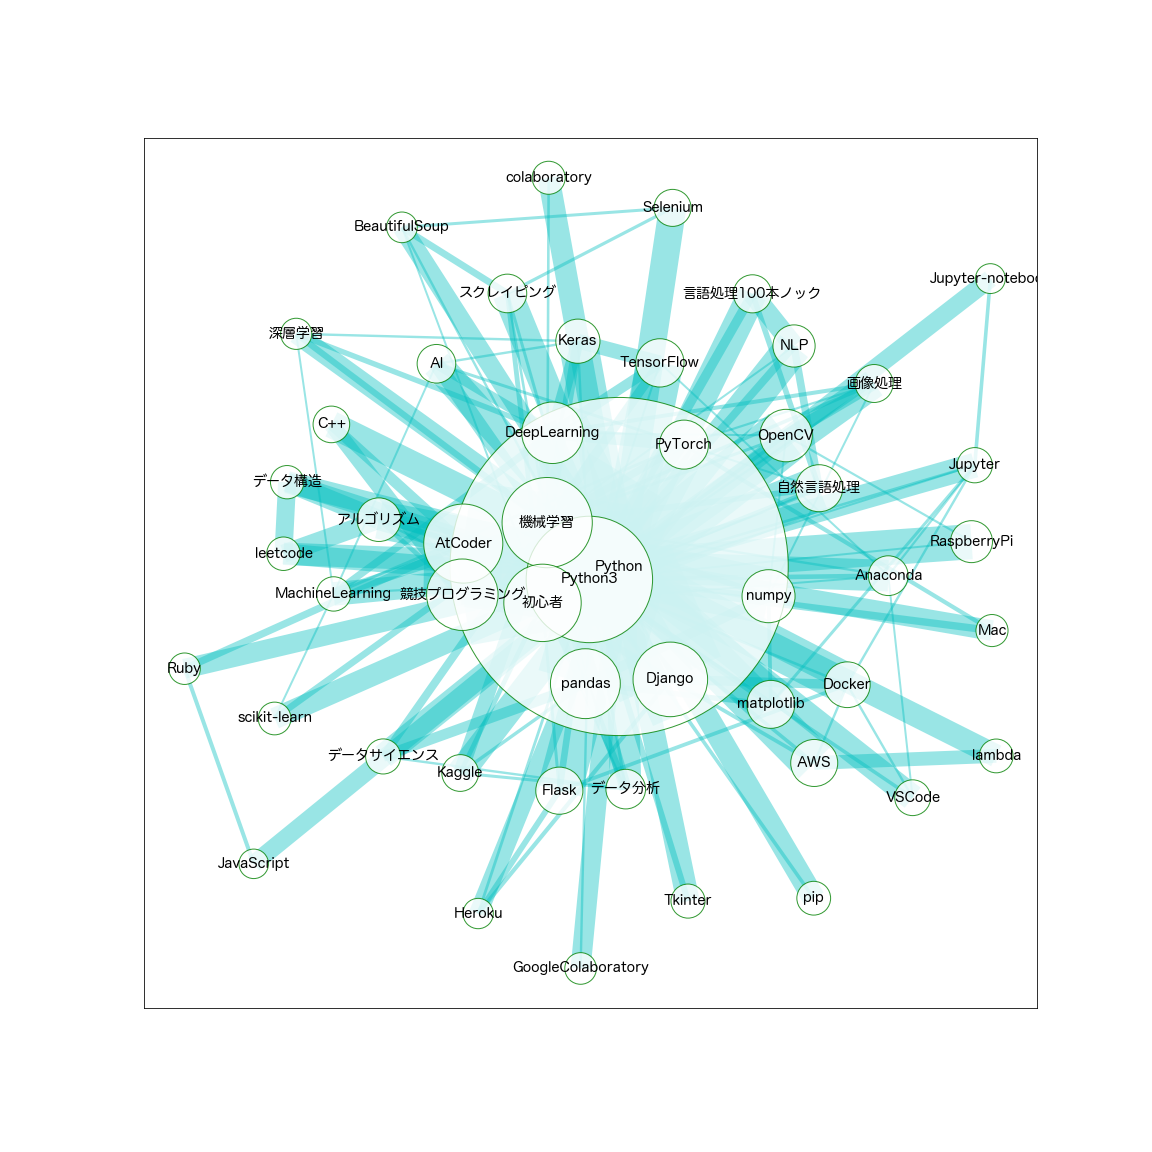 colaboratory
Selenium
BeautifulSoup
Jupyter-noteboo
スクレイピング
言語処理100本ノック
深層学習
Keras
NLP
AI
TensorFlow
画像処理
C++
DeepLearning
PyTorch
OpenCV
Jupyter
データ構造
自然言語処理
アルゴリズム
機械学習
AtCoder
RaspberryPi
leetcode
Python
Python3
Anaconda
MachineLearning
競技プログラミング
初心者
numpy
Mac
Ruby
pandas
Django
Docker
matplotlib
scikit-learn
データサイエンス
lambda
AWS
Kaggle
Flask
データ分析
VSCode
JavaScript
Tkinter
pip
Heroku
GoogleColaboratory